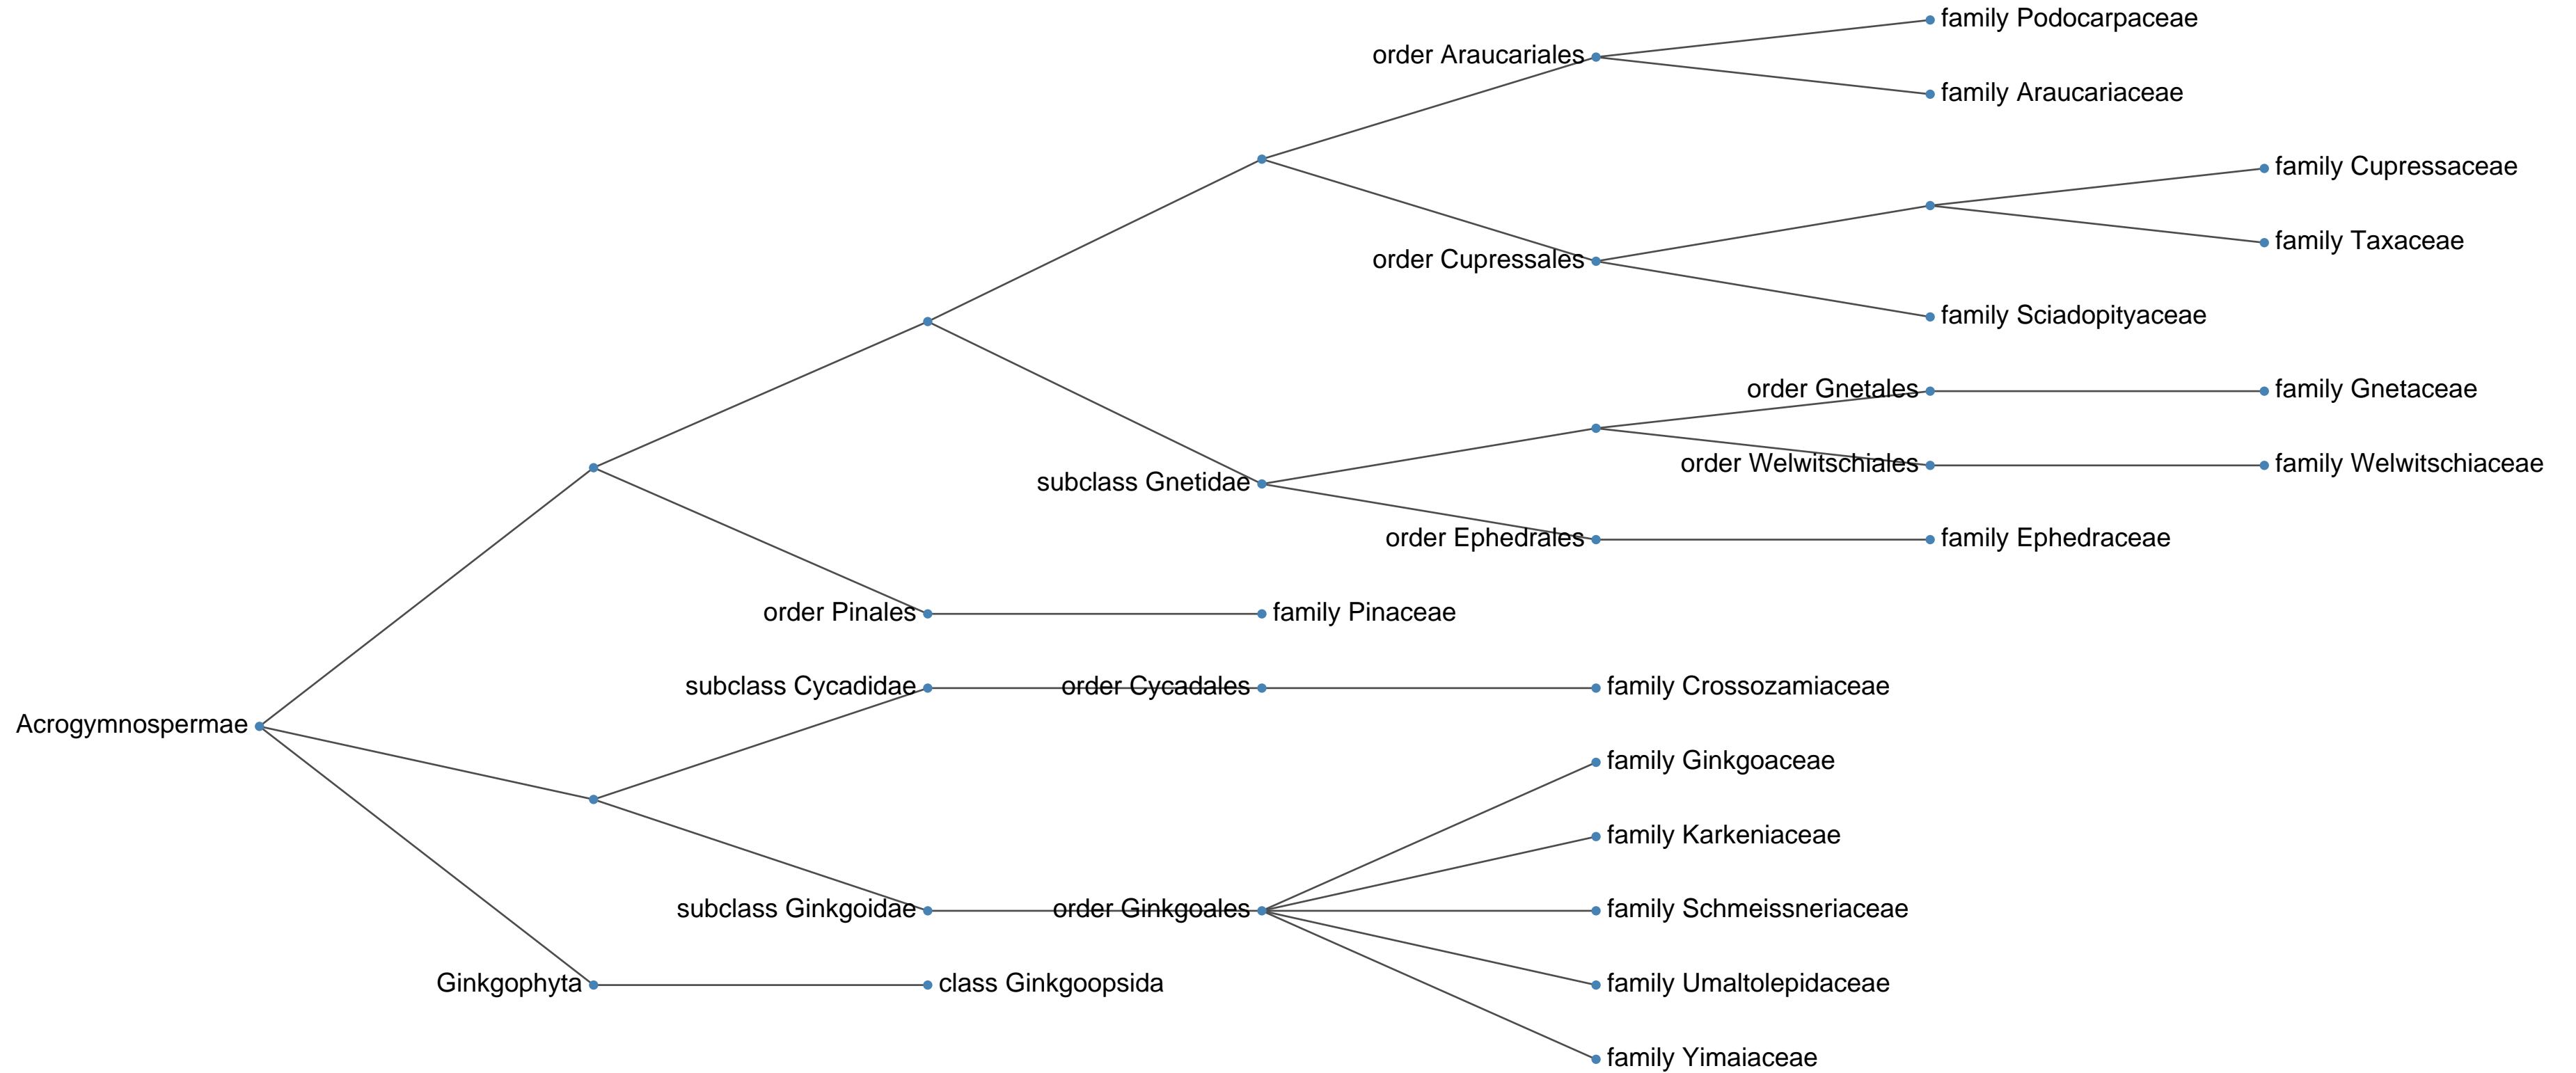 family Podocarpaceae
order Araucariales
family Araucariaceae
family Cupressaceae
family Taxaceae
order Cupressales
family Sciadopityaceae
order Gnetales
family Gnetaceae
order Welwitschiales
family Welwitschiaceae
subclass Gnetidae
order Ephedrales
family Ephedraceae
order Pinales
family Pinaceae
subclass Cycadidae
order Cycadales
family Crossozamiaceae
Acrogymnospermae
family Ginkgoaceae
family Karkeniaceae
subclass Ginkgoidae
order Ginkgoales
family Schmeissneriaceae
Ginkgophyta
class Ginkgoopsida
family Umaltolepidaceae
family Yimaiaceae